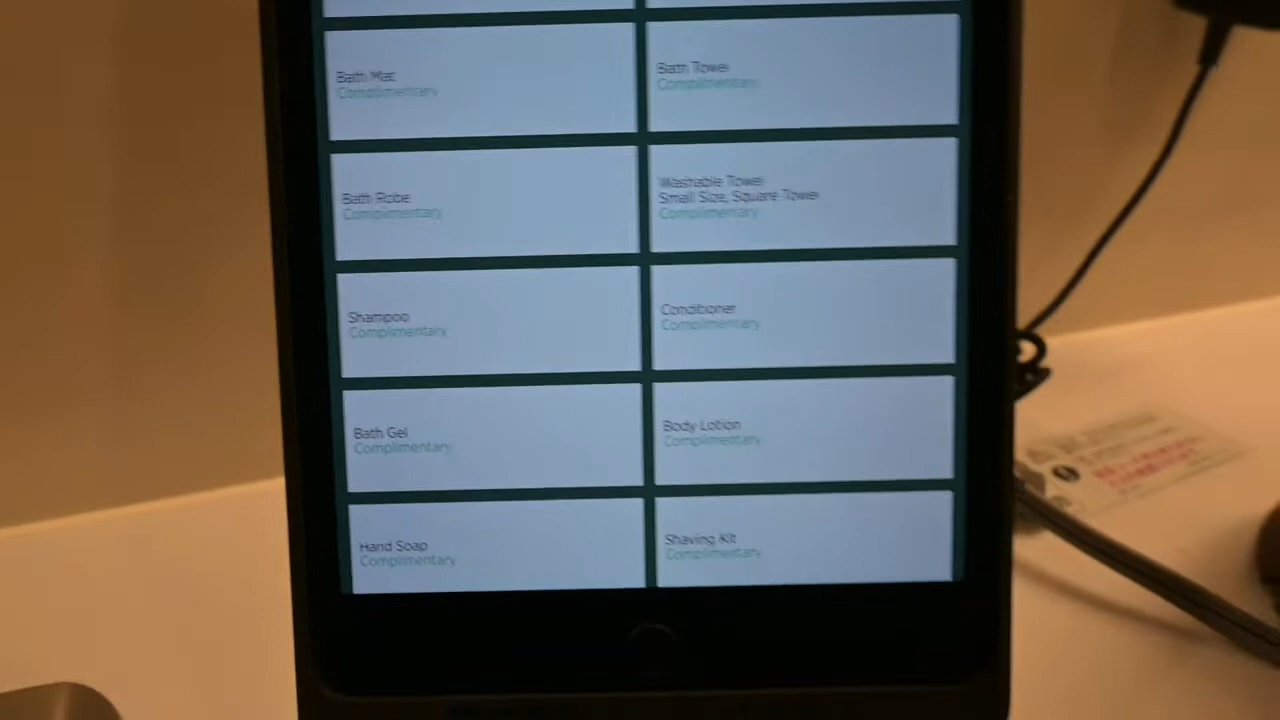 Bath Mat
Complimentary
Bath Towel
Complimentary
Bath Robe
Complimentary
Washable Towel
Small Size, Square Towel
Complimentary
Shampoo
Complimentary
Conditioner
Complimentary
Bath Gel
Complimentary
Body Lotion
Complimentary
Hand Soap
Complimentary
Shaving Kit
Complimentary